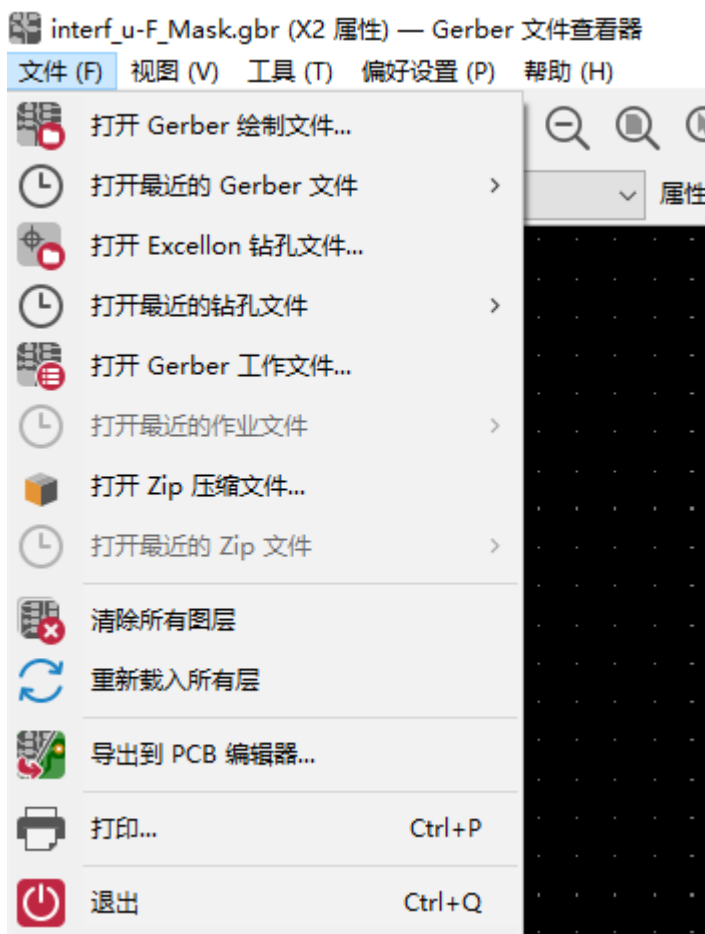 interf_u-F_Mask.gbr (X2 属性) — Gerber 文件查看器
文件 (F) 视图 (V) 工具 (T) 偏好设置 (P) 帮助 (H)
打开 Gerber 绘制文件...
打开最近的 Gerber 文件
属性
打开 Excellon 钻孔文件...
打开最近的钻孔文件
打开 Gerber 工作文件...
打开最近的作业文件
打开 Zip 压缩文件...
打开最近的 Zip 文件
清除所有图层
重新载入所有层
导出到 PCB 编辑器...
打印... Ctrl+P
退出 Ctrl+Q